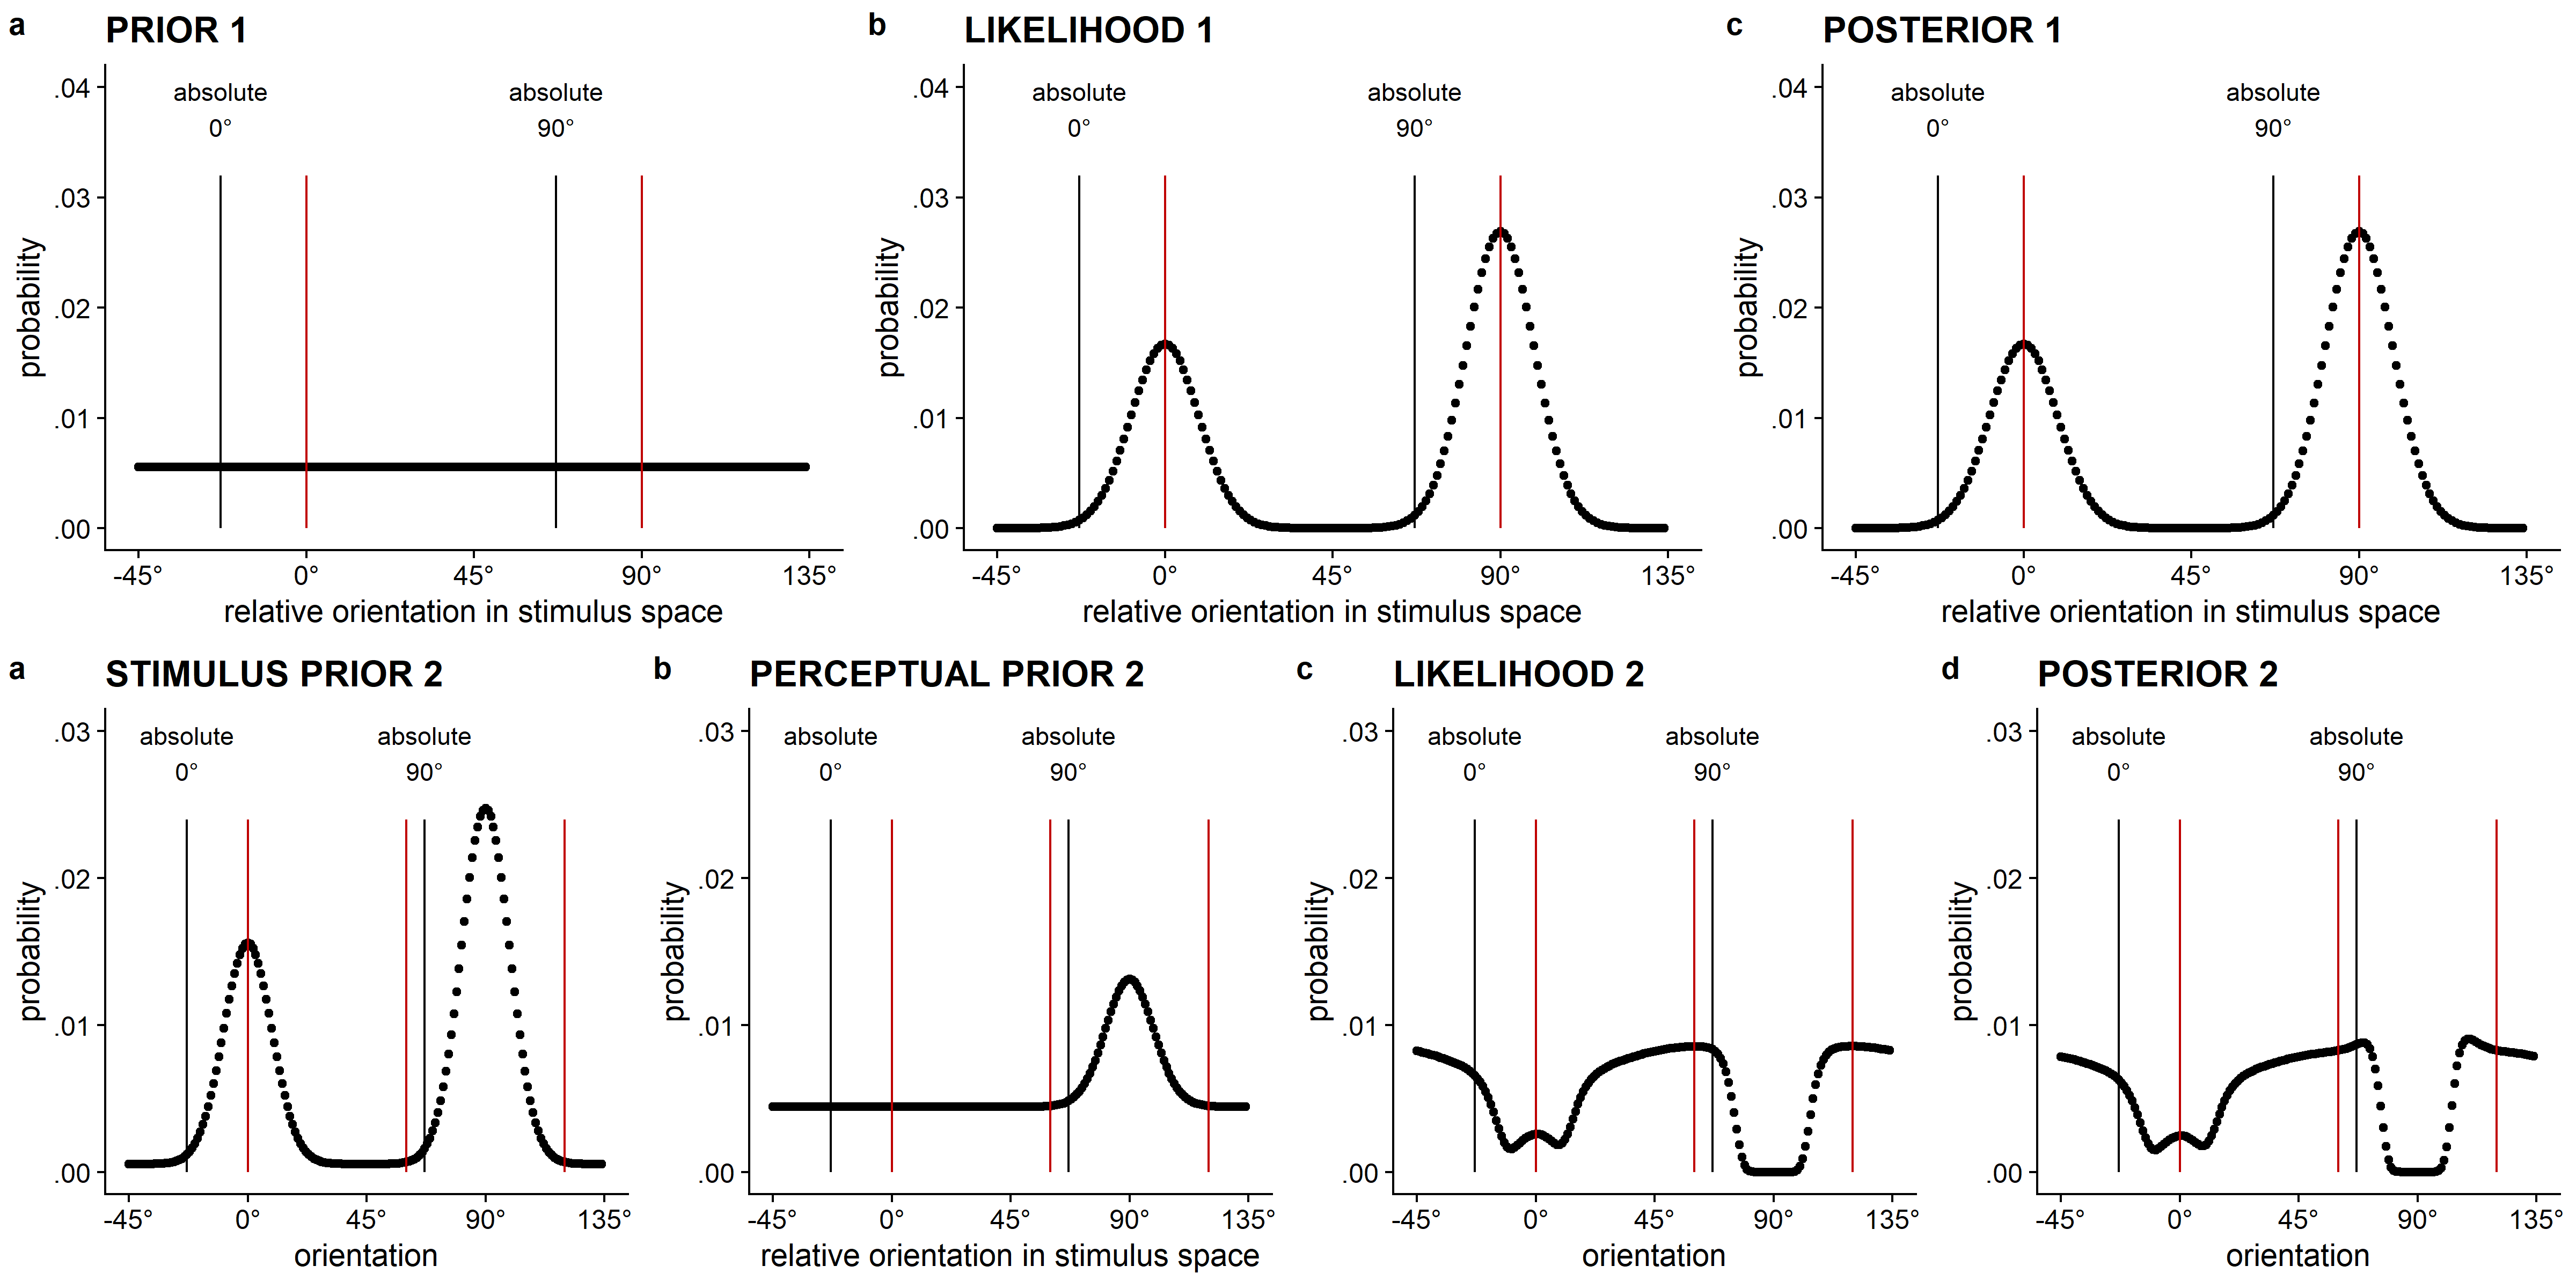 a PRIOR 1
.04
.03
.02
.01
.00
probability
absolute
0°
absolute
90°
-45° 0° 45° 90° 135°
relative orientation in stimulus space
b LIKELIHOOD 1
.04
.03
.02
.01
.00
probability
absolute
0°
absolute
90°
-45° 0° 45° 90° 135°
relative orientation in stimulus space
c POSTERIOR 1
.04
.03
.02
.01
.00
probability
absolute
0°
absolute
90°
-45° 0° 45° 90° 135°
relative orientation in stimulus space
a STIMULUS PRIOR 2
.03
.02
.01
.00
probability
absolute
0°
absolute
90°
-45° 0° 45° 90° 135°
orientation
b PERCEPTUAL PRIOR 2
.03
.02
.01
.00
probability
absolute
0°
absolute
90°
-45° 0° 45° 90° 135°
relative orientation in stimulus space
c LIKELIHOOD 2
.03
.02
.01
.00
probability
absolute
0°
absolute
90°
-45° 0° 45° 90° 135°
orientation
d POSTERIOR 2
.03
.02
.01
.00
probability
absolute
0°
absolute
90°
-45° 0° 45° 90° 135°
orientation